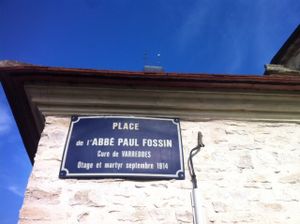 PLACE
de l'ABBÉ PAUL FOSSIN
Curé de VARREDDES
Otage et martyr septembre 1914